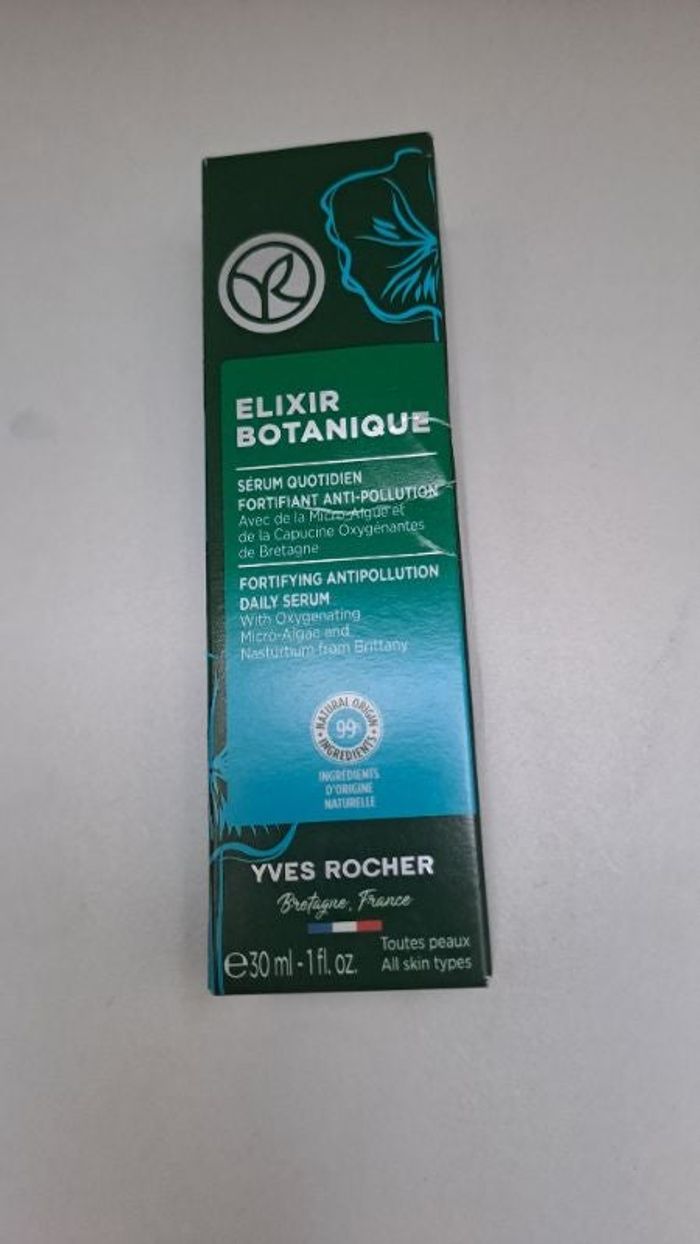 ELIXIR
BOTANIQUE
SÉRUM QUOTIDIEN
FORTIFIANT ANTI-POLLUTION
Avec de la Micro-Algue et
de la Capucine Oxygénantes
de Bretagne
FORTIFYING ANTIPOLLUTION
DAILY SERUM
With Oxygenating
Micro-Algae and
Nasturtium from Brittany
NATURAL ORIGIN
99%
INGREDIENTS
INGRÉDIENTS
D'ORIGINE
NATURELLE
YVES ROCHER
Bretagne, France
Toutes peaux
℮30 ml - 1 fl. oz. All skin types